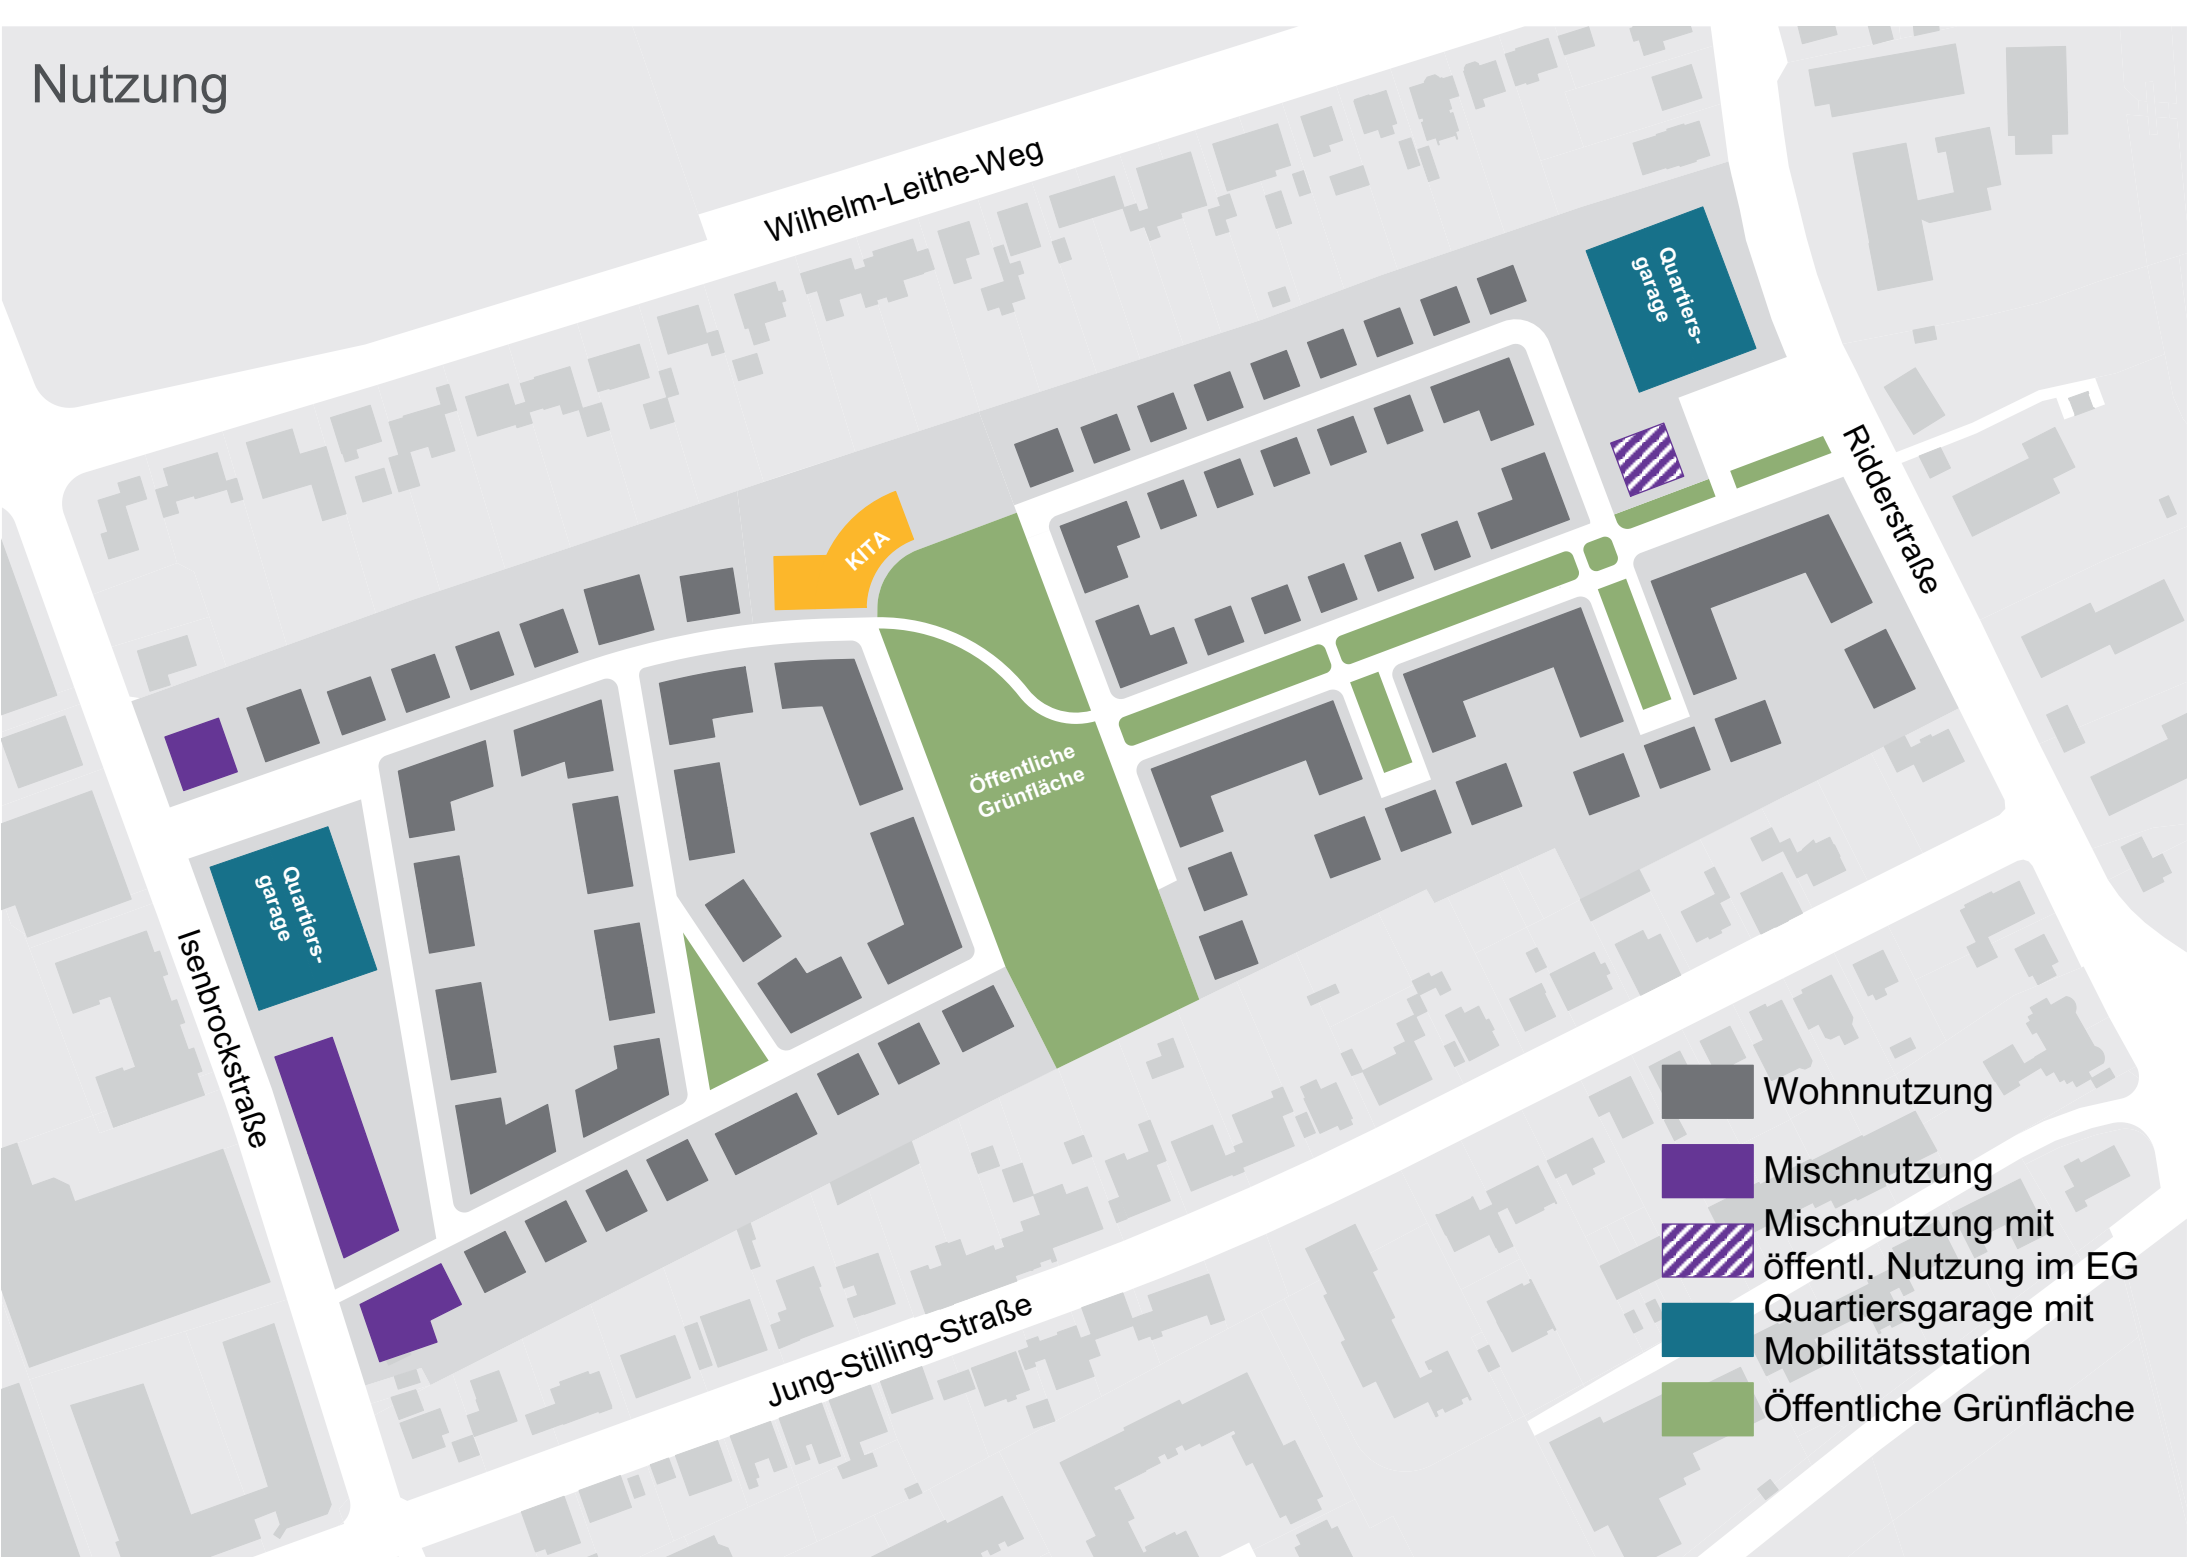 Nutzung
Wilhelm-Leithe-Weg
Quartiers-
garage
KITA
Ridderstraße
Öffentliche
Grünfläche
Quartiers-
garage
Isenbrockstraße
Jung-Stilling-Straße
Wohnnutzung
Mischnutzung
Mischnutzung mit
öffentl. Nutzung im EG
Quartiersgarage mit
Mobilitätsstation
Öffentliche Grünfläche